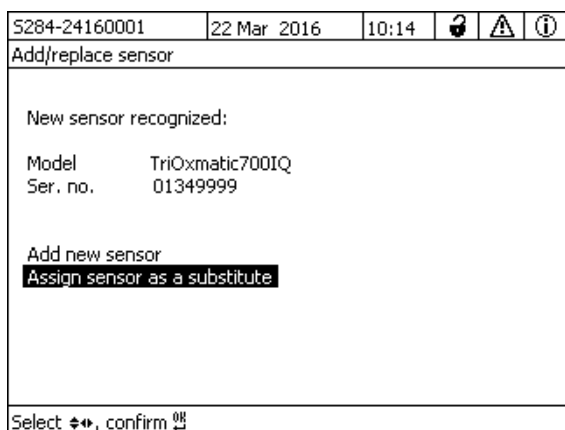 S284-24160001 22 Mar 2016 10:14
Add/replace sensor
New sensor recognized:
Model TriOxmatic700IQ
Ser. no. 01349999
Add new sensor
Assign sensor as a substitute
Select , confirm OK